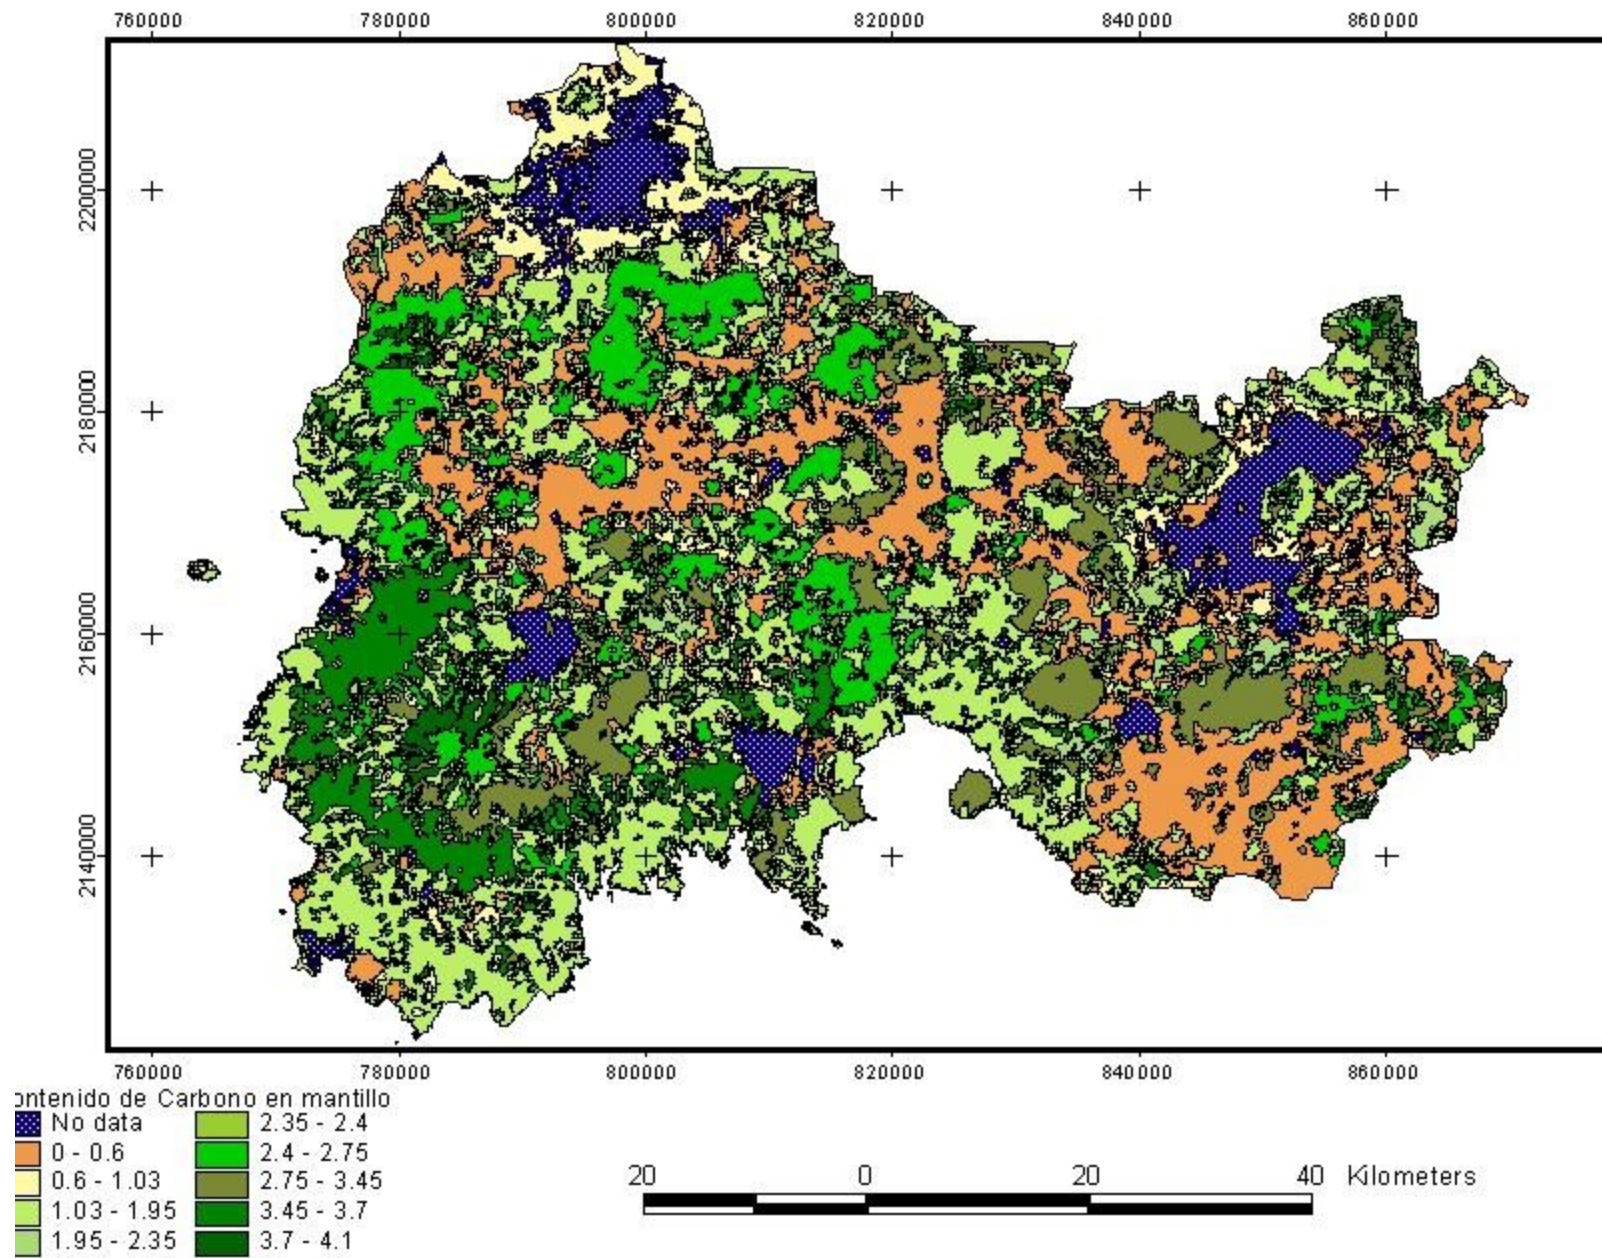 760000 780000 800000 820000 840000 860000
2200000
2180000
2160000
2140000
760000 780000 800000 820000 840000 860000
ontenido de Carbono en mantillo
No data
0 - 0.6
0.6 - 1.03
1.03 - 1.95
1.95 - 2.35
2.35 - 2.4
2.4 - 2.75
2.75 - 3.45
3.45 - 3.7
3.7 - 4.1
20 0 20 40 Kilometers